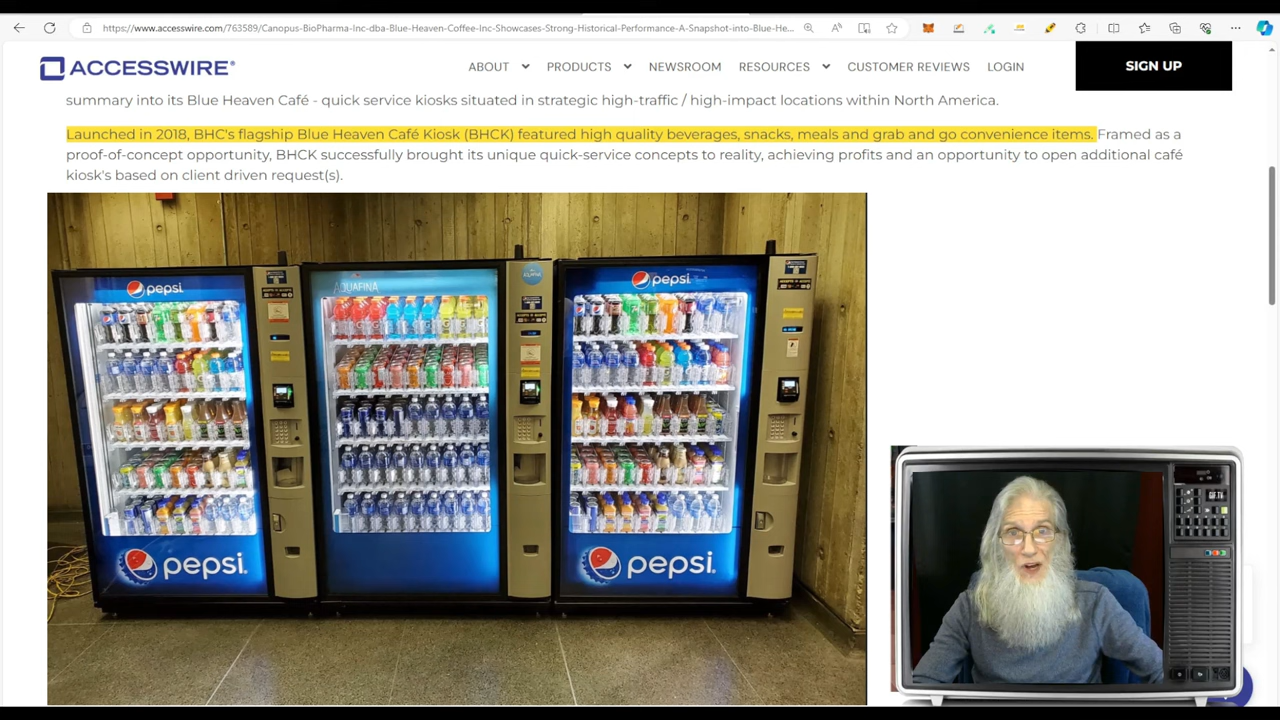 https://www.accesswire.com/763589/Canopus-BioPharma-Inc-dba-Blue-Heaven-Coffee-Inc-Showcases-Strong-Historical-Performance-A-Snapshot-into-Blue-He...
ACCESSWIRE®
ABOUT PRODUCTS NEWSROOM RESOURCES CUSTOMER REVIEWS LOGIN SIGN UP
summary into its Blue Heaven Café - quick service kiosks situated in strategic high-traffic / high-impact locations within North America.
Launched in 2018, BHC's flagship Blue Heaven Café Kiosk (BHCK) featured high quality beverages, snacks, meals and grab and go convenience items. Framed as a
proof-of-concept opportunity, BHCK successfully brought its unique quick-service concepts to reality, achieving profits and an opportunity to open additional café
kiosk's based on client driven request(s).
pepsi
AQUAFINA
pepsi
pepsi.
pepsi.